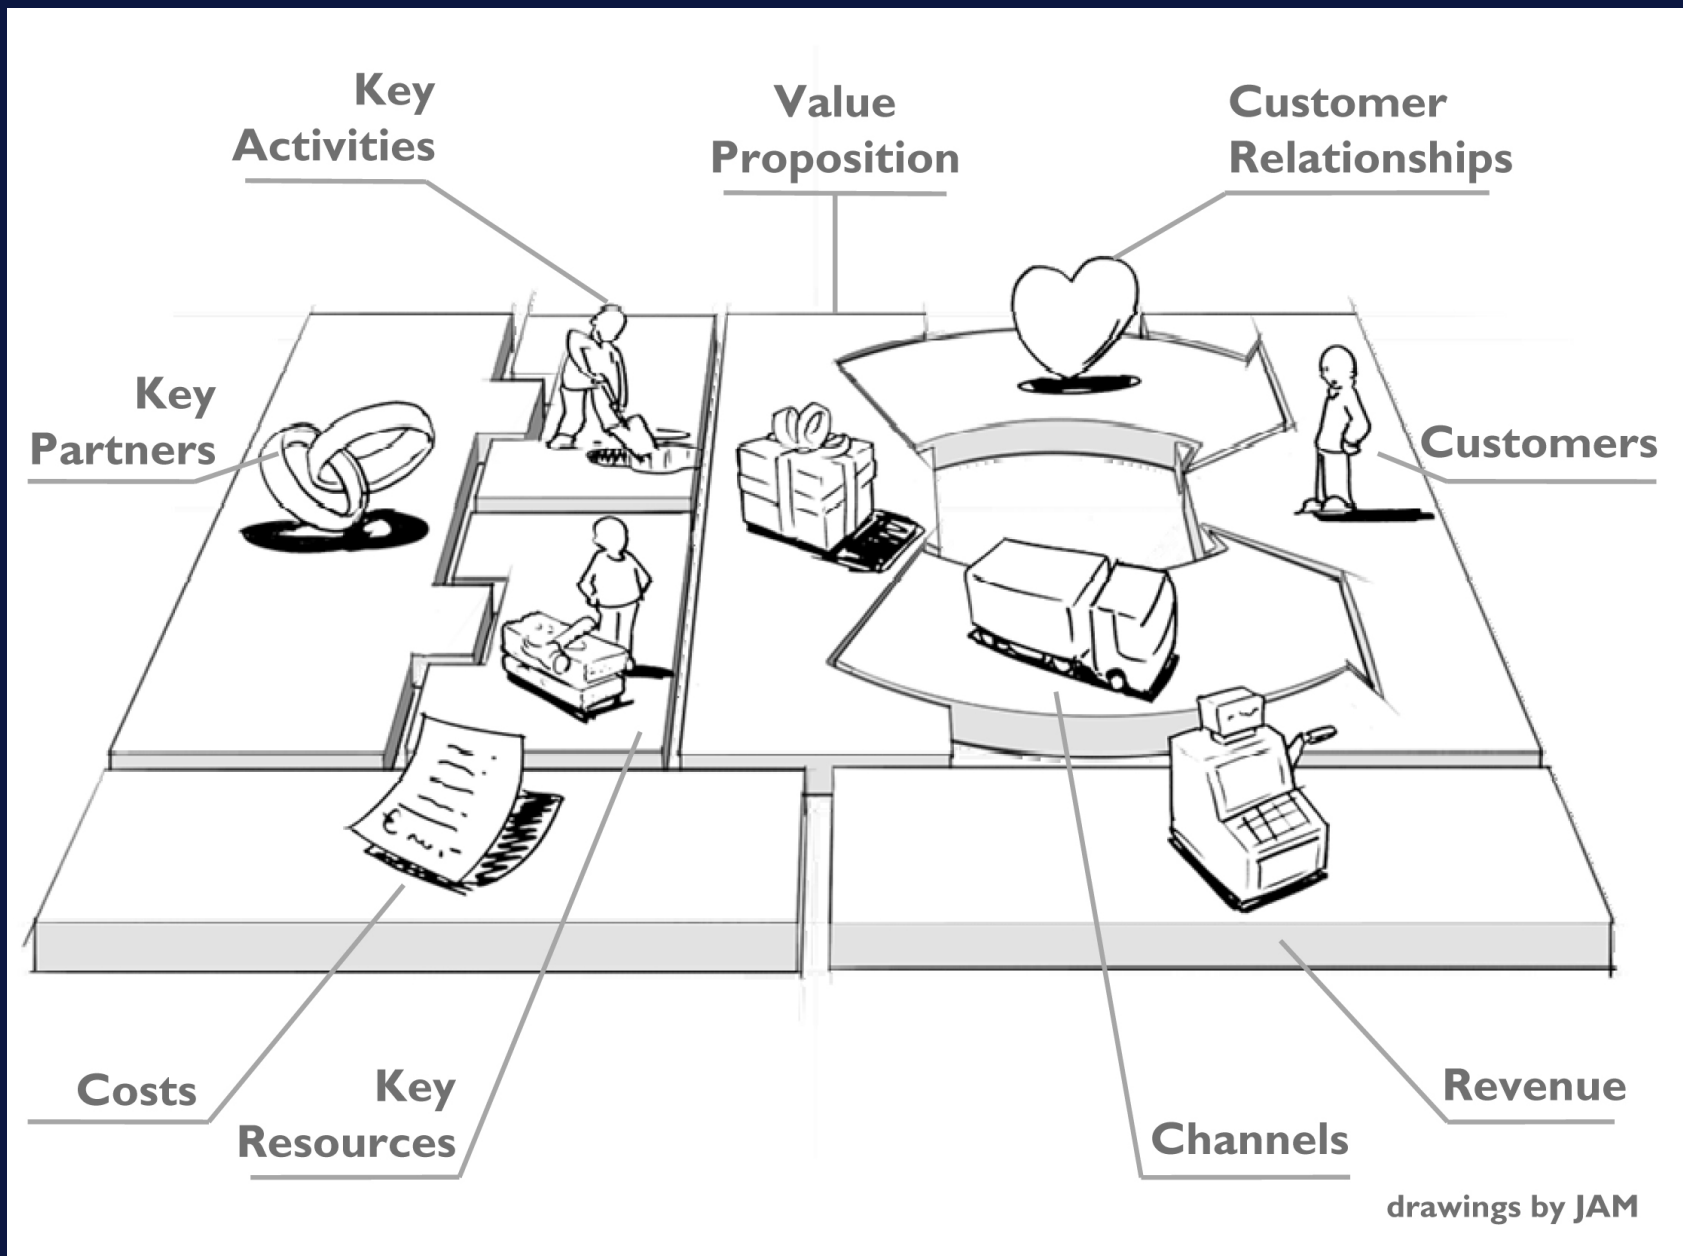 Key
Activities
Value
Proposition
Customer
Relationships
Key
Partners
Customers
Costs
Key
Resources
Channels
Revenue
drawings by JAM